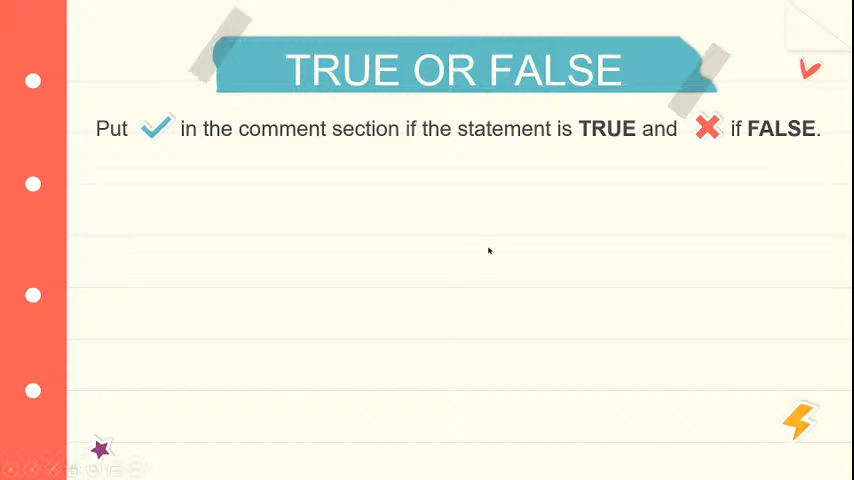 TRUE OR FALSE
Put in the comment section if the statement is TRUE and if FALSE.